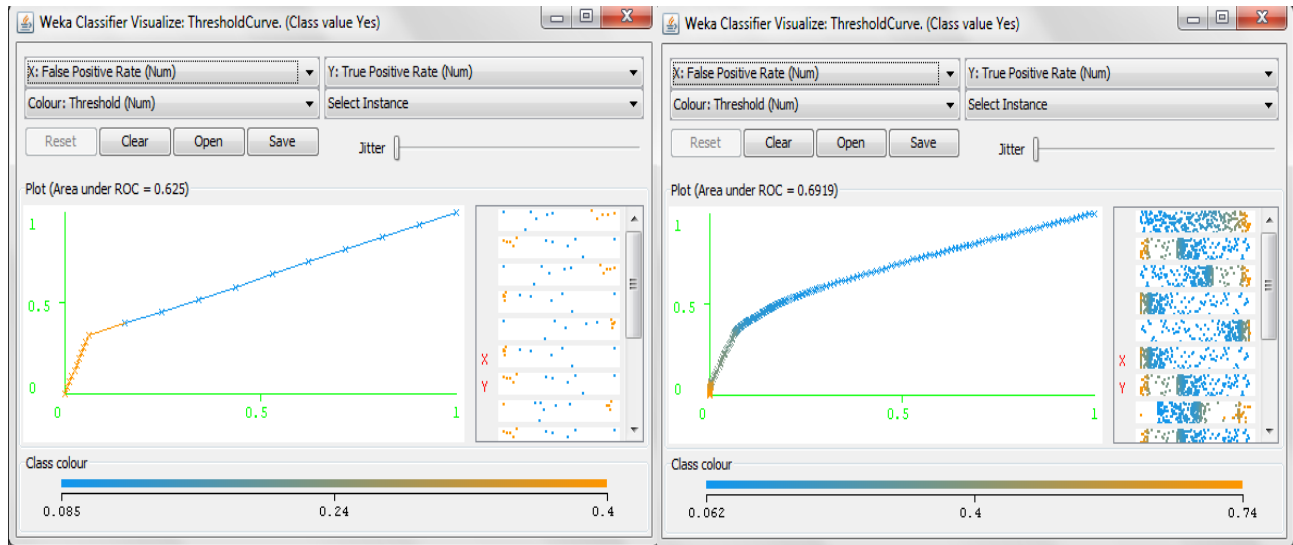 Weka Classifier Visualize: ThresholdCurve. (Class value Yes)
X: False Positive Rate (Num)
Y: True Positive Rate (Num)
Colour: Threshold (Num)
Select Instance
Reset
Clear
Open
Save
Jitter
Plot (Area under ROC = 0.625)
1
0.5
0
0
0.5
1
X
Y
Class colour
0.085
0.24
0.4
Weka Classifier Visualize: ThresholdCurve. (Class value Yes)
X: False Positive Rate (Num)
Y: True Positive Rate (Num)
Colour: Threshold (Num)
Select Instance
Reset
Clear
Open
Save
Jitter
Plot (Area under ROC = 0.6919)
1
0.5
0
0
0.5
1
X
Y
Class colour
0.062
0.4
0.74